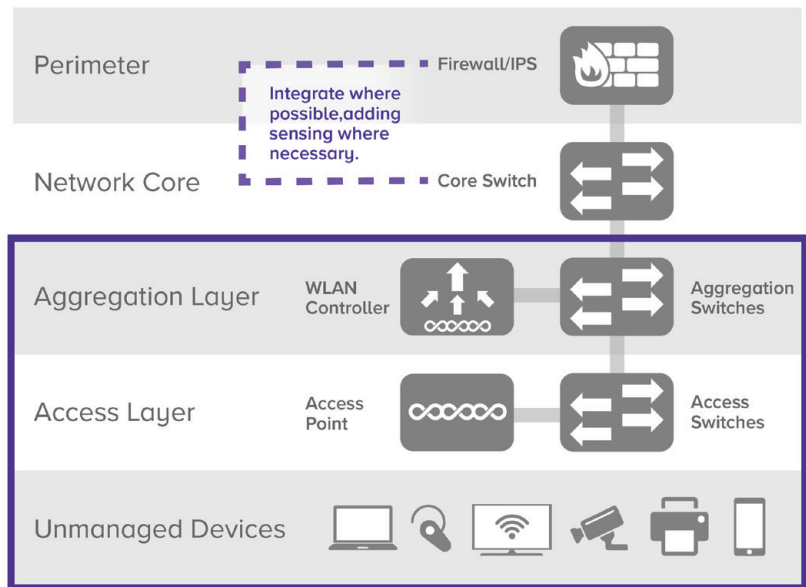 Perimeter
Firewall/IPS
Integrate where
possible,adding
sensing where
necessary.
Network Core
Core Switch
Aggregation Layer
WLAN
Controller
Aggregation
Switches
Access Layer
Access
Point
Access
Switches
Unmanaged Devices